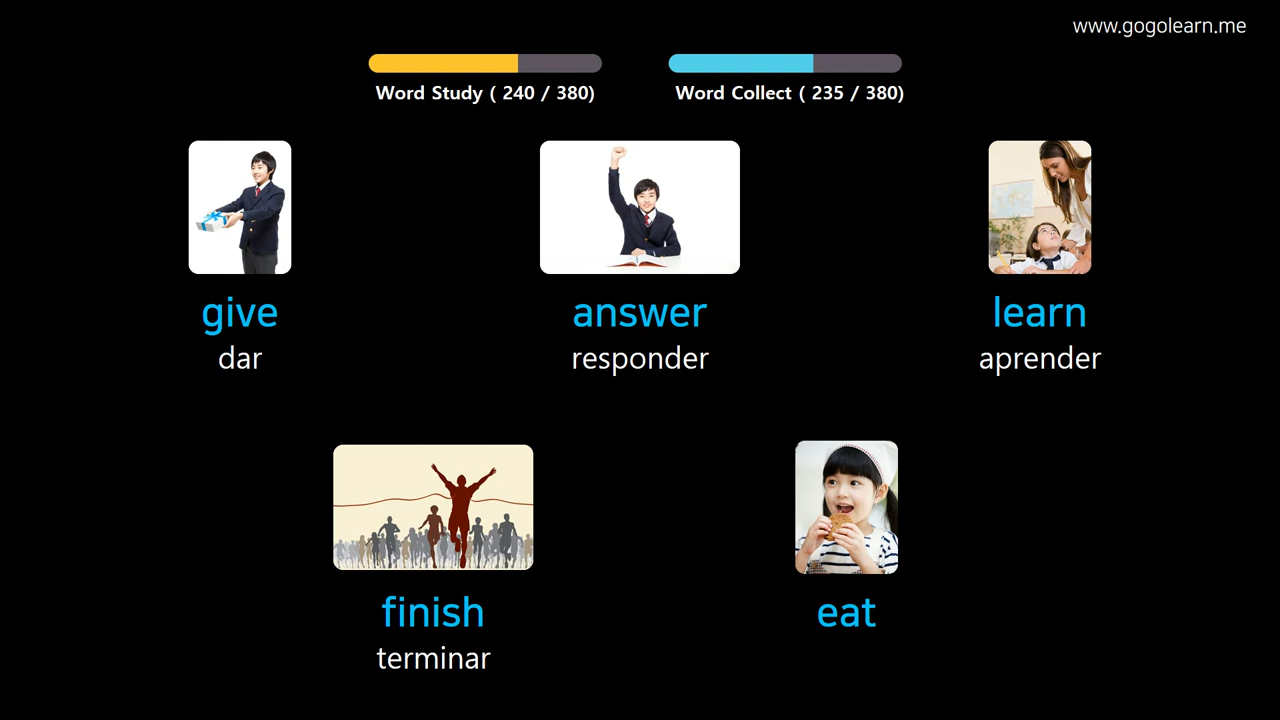 www.gogolearn.me
Word Study ( 240 / 380)
Word Collect ( 235 / 380)
give
dar
answer
responder
learn
aprender
finish
terminar
eat